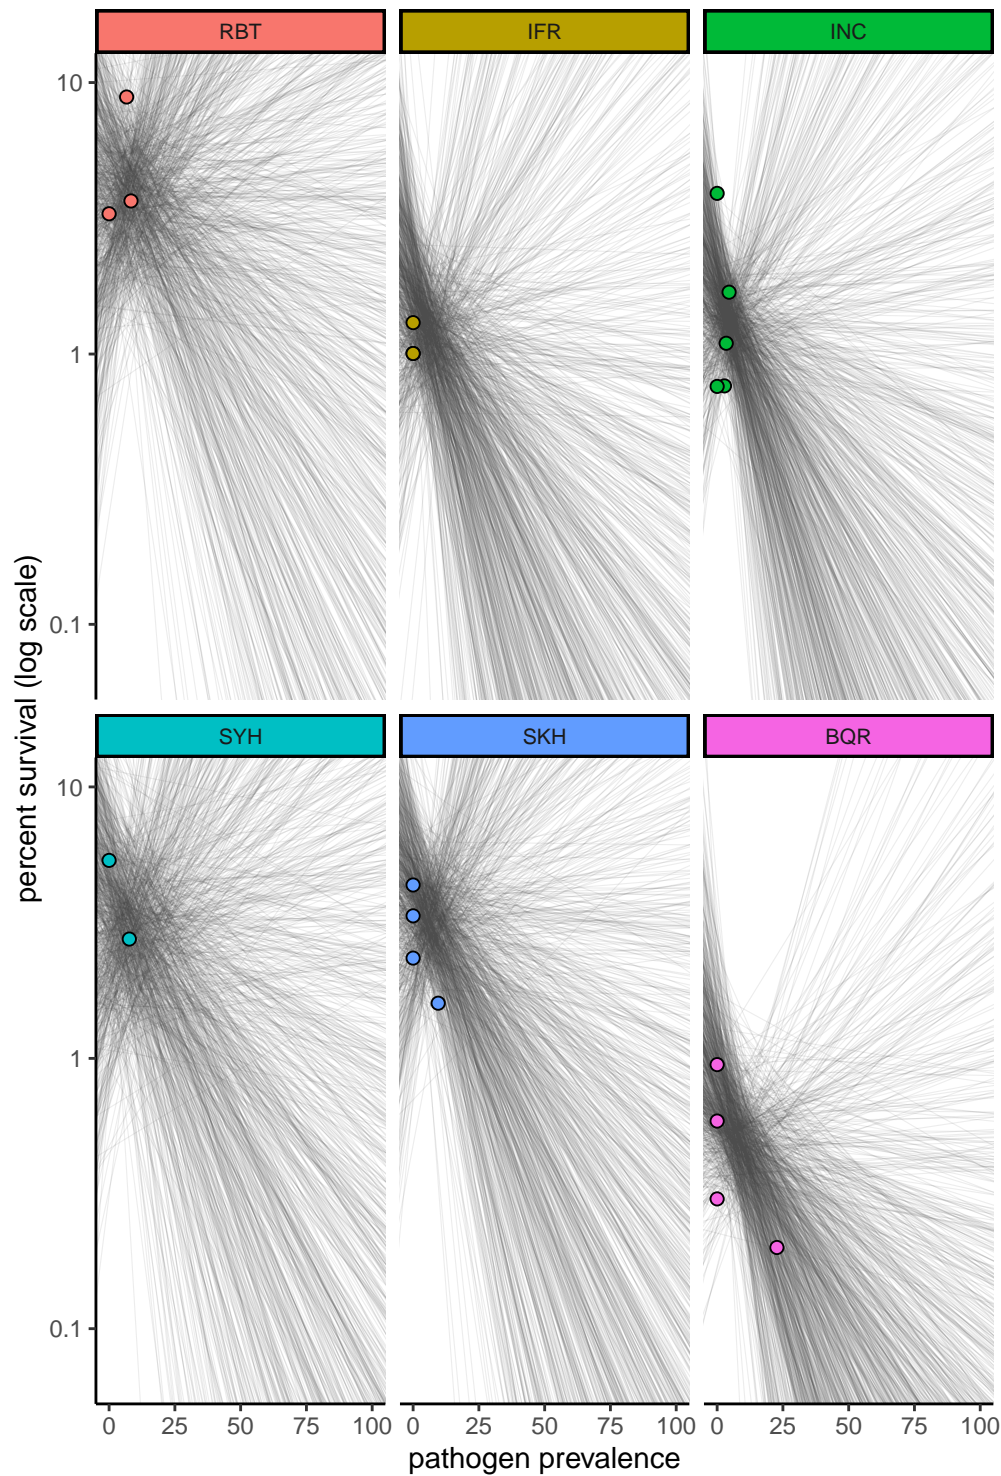 RBT IFR INC
10
1
0.1
percent survival (log scale)
SYH SKH BQR
10
1
0.1
0 25 50 75 100 0 25 50 75 100 0 25 50 75 100
pathogen prevalence